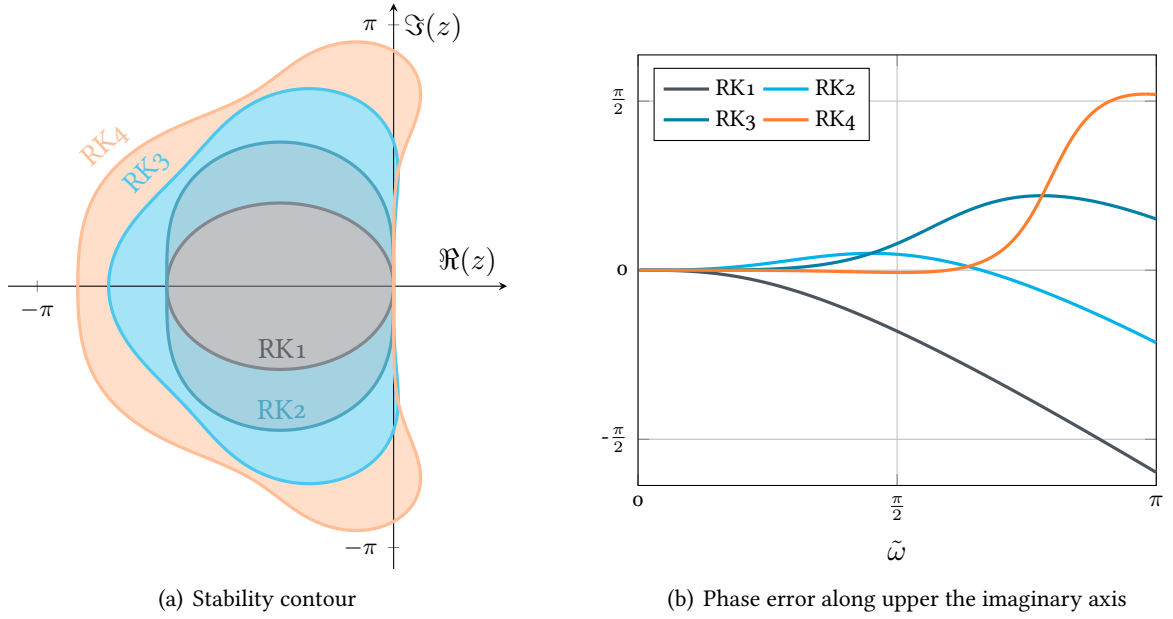 π
ℑ(z)
RK4
RK3
ℜ(z)
−π
RK1
RK2
−π
(a) Stability contour
RK1 RK2
RK3 RK4
π/2
0
-π/2
0
π/2
π
ω̃
(b) Phase error along upper the imaginary axis